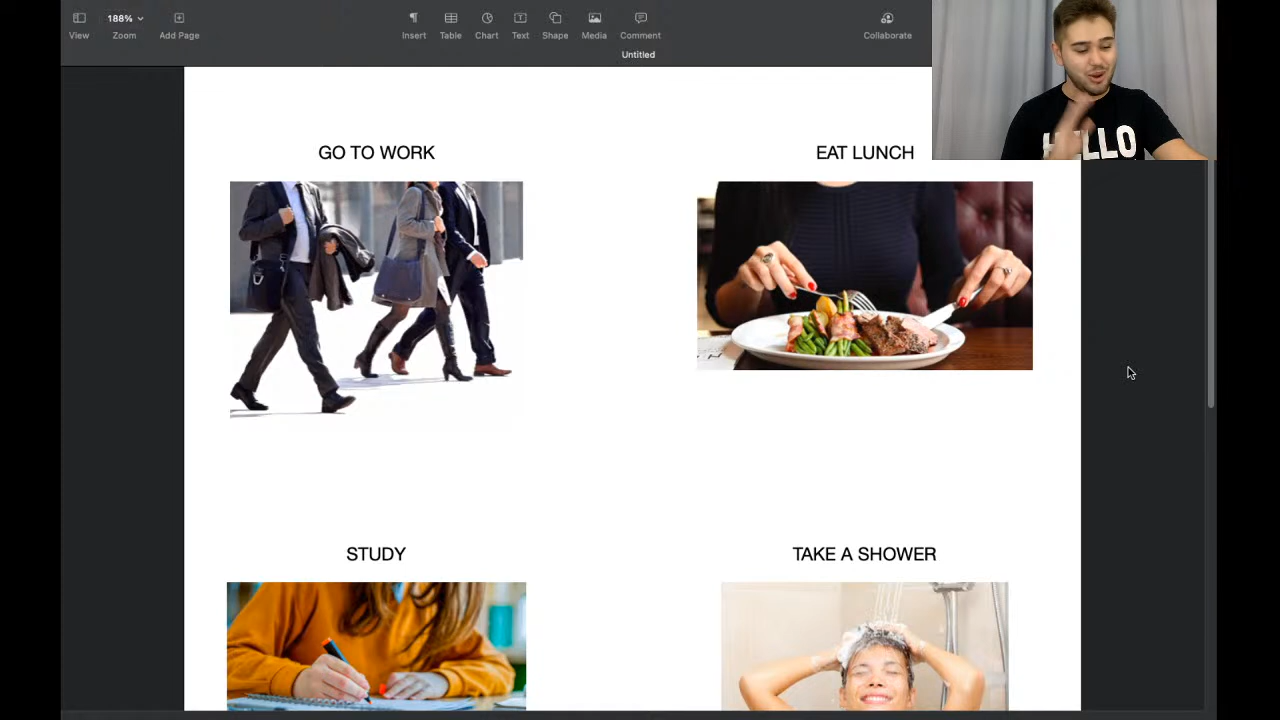 188%
View
Zoom
Add Page
Insert
Table
Chart
Text
Shape
Media
Comment
Collaborate
Untitled
HELLO
GO TO WORK
EAT LUNCH
STUDY
TAKE A SHOWER